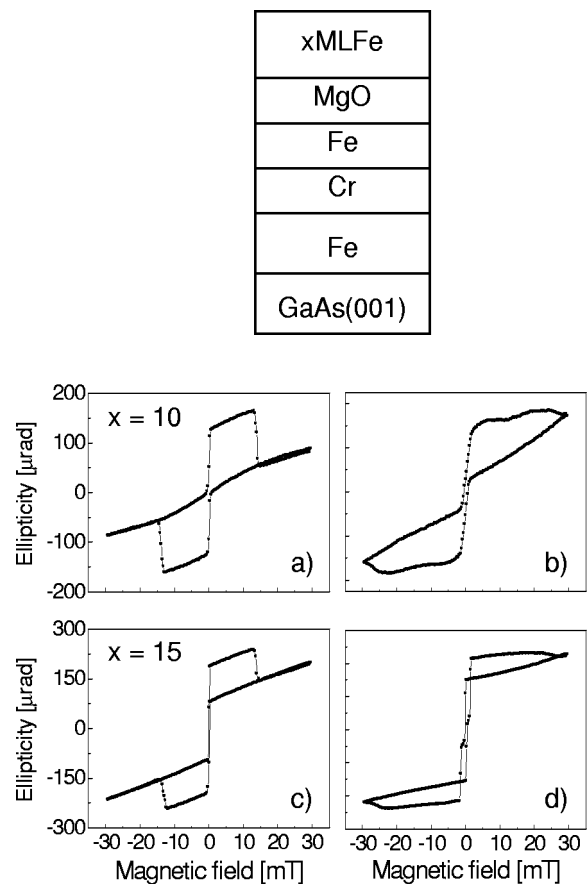 xMLFe
MgO
Fe
Cr
Fe
GaAs(001)
200
100
0
-100
-200
Ellipticity [μrad]
x = 10
a)
b)
300
150
0
-150
-300
Ellipticity [μrad]
x = 15
c)
d)
-30 -20 -10 0 10 20 30
-30 -20 -10 0 10 20 30
Magnetic field [mT]
Magnetic field [mT]